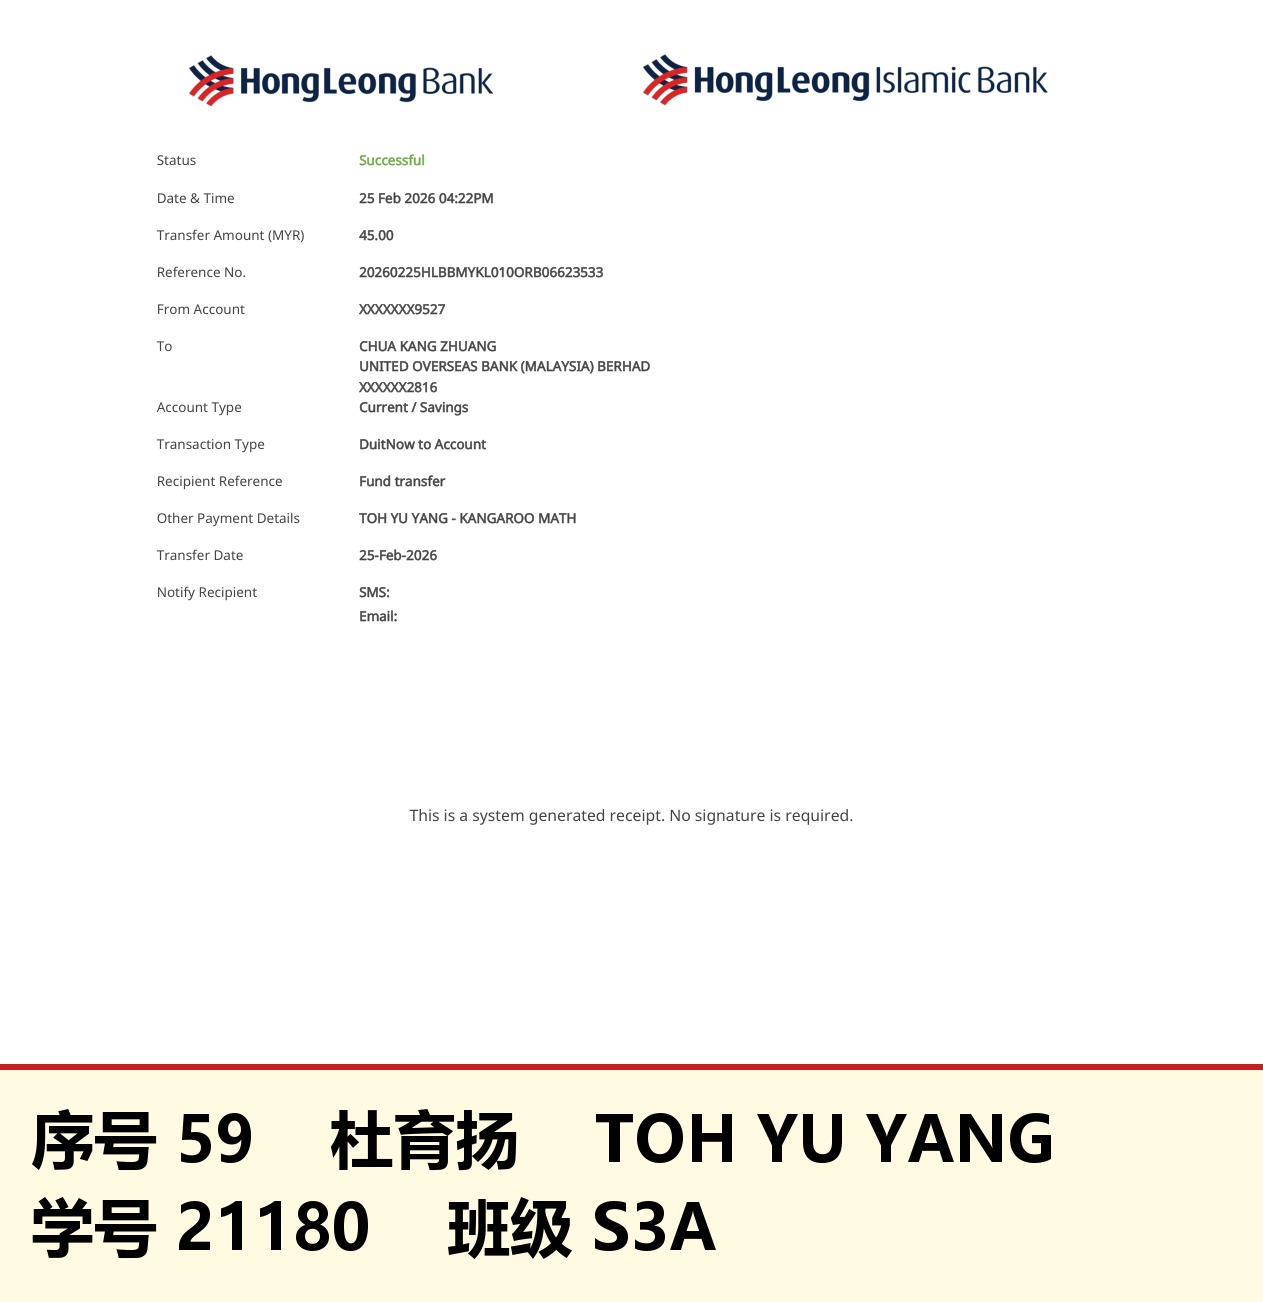 HongLeong Bank
HongLeong Islamic Bank
Status Successful
Date & Time 25 Feb 2026 04:22PM
Transfer Amount (MYR) 45.00
Reference No. 20260225HLBBMYKL010ORB06623533
From Account XXXXXXX9527
To CHUA KANG ZHUANG
UNITED OVERSEAS BANK (MALAYSIA) BERHAD
XXXXXX2816
Account Type Current / Savings
Transaction Type DuitNow to Account
Recipient Reference Fund transfer
Other Payment Details TOH YU YANG - KANGAROO MATH
Transfer Date 25-Feb-2026
Notify Recipient SMS:
Email:
This is a system generated receipt. No signature is required.
序号 59 杜育扬 TOH YU YANG
学号 21180 班级 S3A